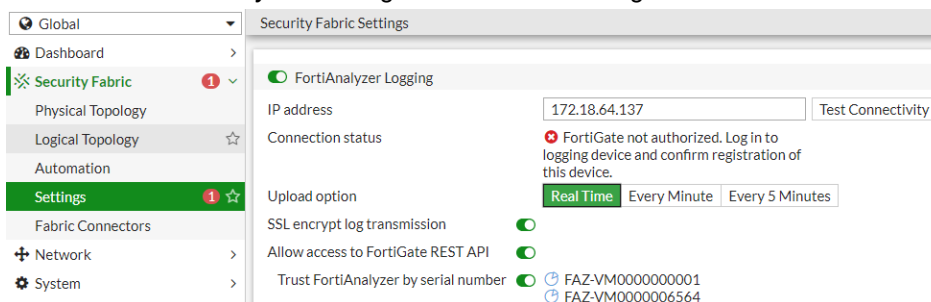 Global
Security Fabric Settings
Dashboard
Security Fabric 1
FortiAnalyzer Logging
Physical Topology
IP address 172.18.64.137 Test Connectivity
Logical Topology
Connection status FortiGate not authorized. Log in to
logging device and confirm registration of
this device.
Automation
Settings 1
Upload option Real Time Every Minute Every 5 Minutes
Fabric Connectors
SSL encrypt log transmission
Network
Allow access to FortiGate REST API
System
Trust FortiAnalyzer by serial number FAZ-VM0000000001
FAZ-VM0000006564